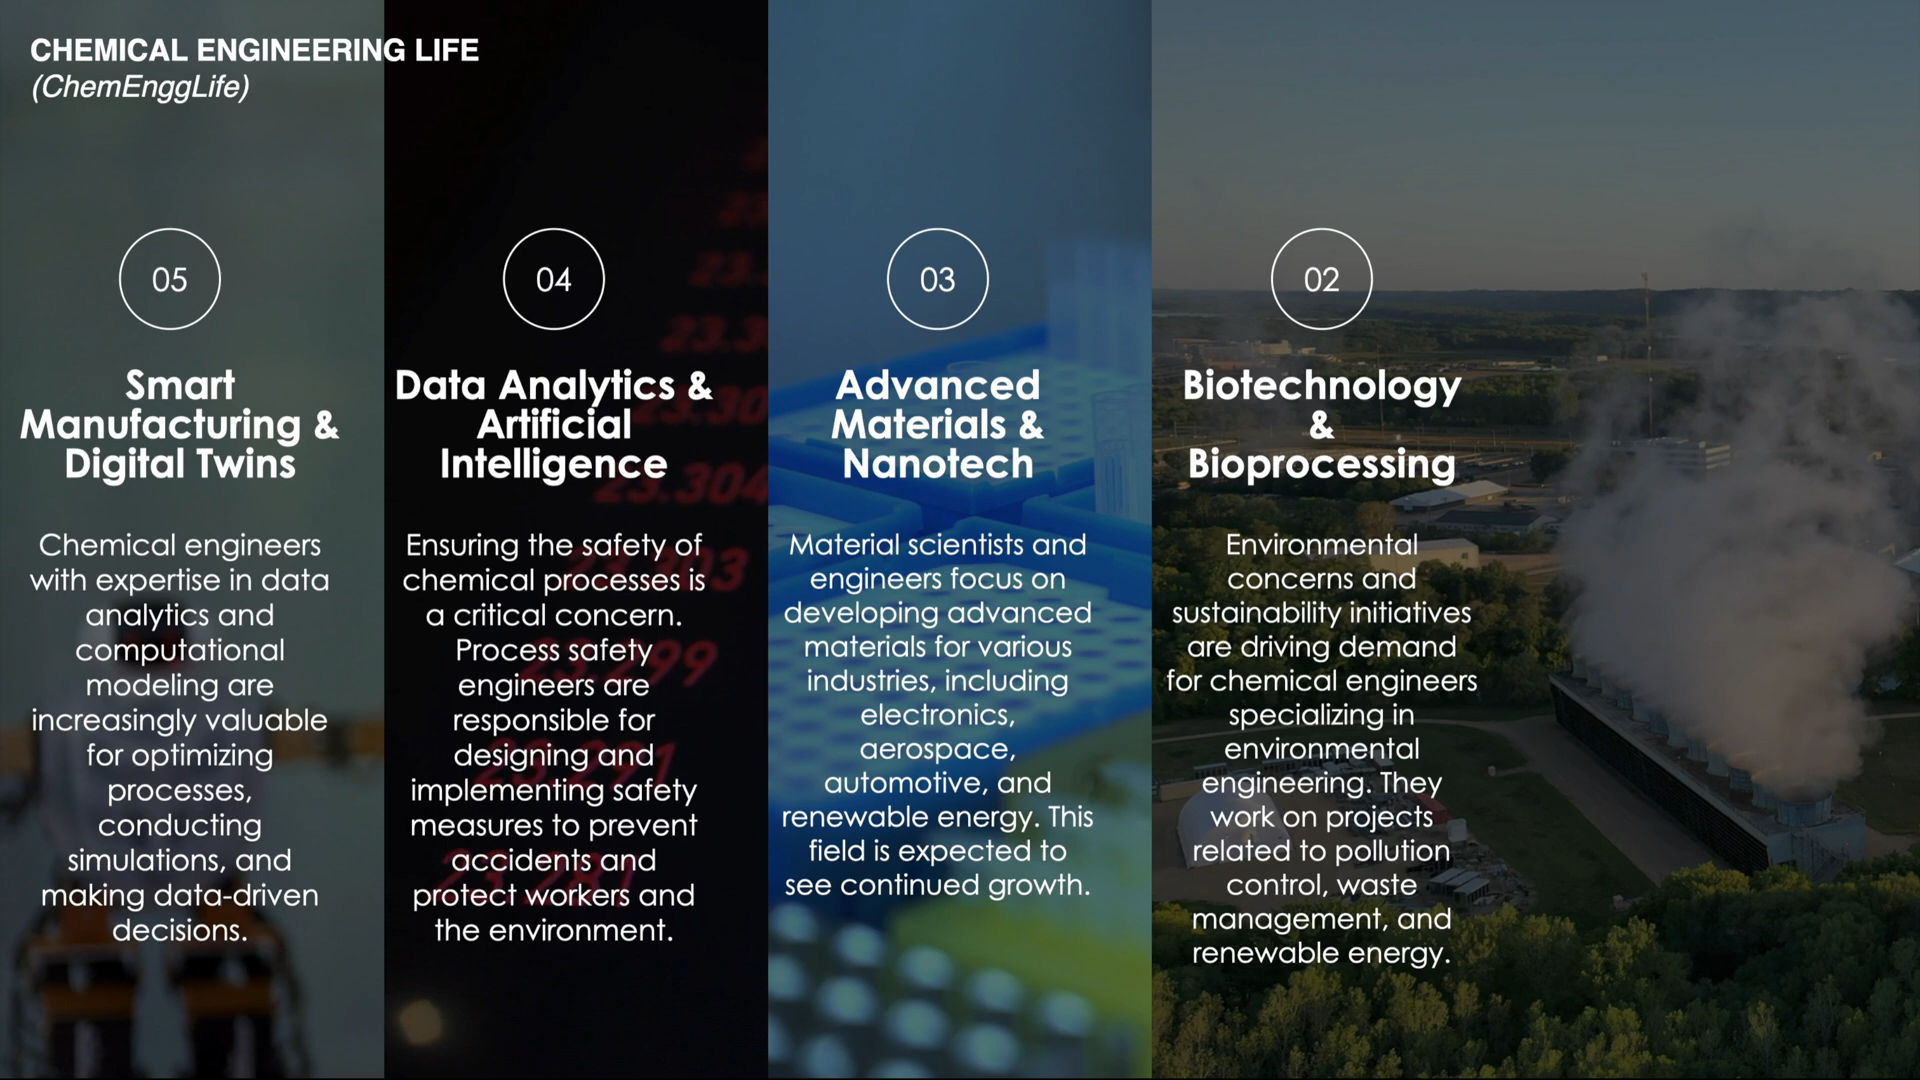 CHEMICAL ENGINEERING LIFE
(ChemEnggLife)
05
Smart
Manufacturing &
Digital Twins
Chemical engineers
with expertise in data
analytics and
computational
modeling are
increasingly valuable
for optimizing
processes,
conducting
simulations, and
making data-driven
decisions.
04
Data Analytics &
Artificial
Intelligence
Ensuring the safety of
chemical processes is
a critical concern.
Process safety
engineers are
responsible for
designing and
implementing safety
measures to prevent
accidents and
protect workers and
the environment.
03
Advanced
Materials &
Nanotech
Material scientists and
engineers focus on
developing advanced
materials for various
industries, including
electronics,
aerospace,
automotive, and
renewable energy. This
field is expected to
see continued growth.
02
Biotechnology
&
Bioprocessing
Environmental
concerns and
sustainability initiatives
are driving demand
for chemical engineers
specializing in
environmental
engineering. They
work on projects
related to pollution
control, waste
management, and
renewable energy.